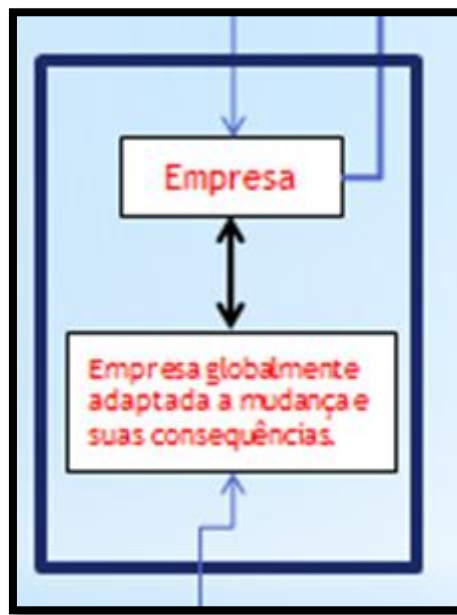 Empresa
Empresa globalmente
adaptada a mudança e
suas consequências.